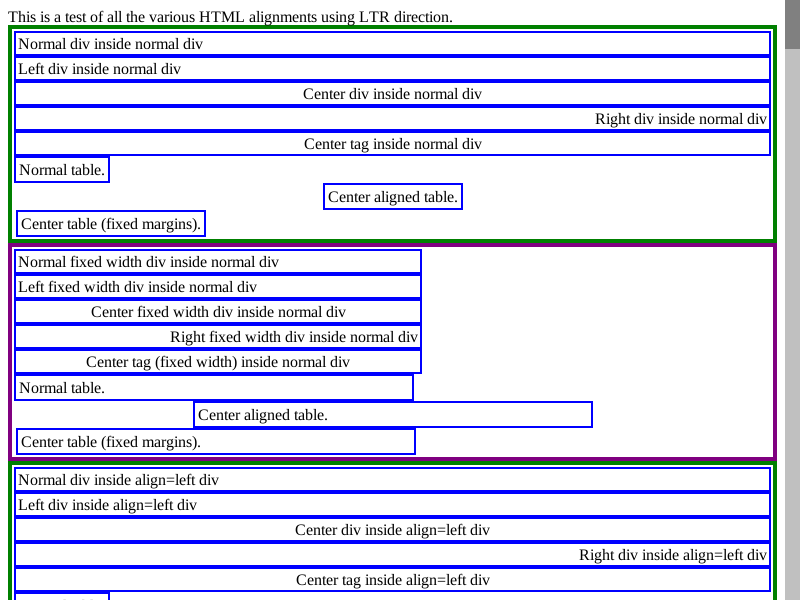 This is a test of all the various HTML alignments using LTR direction.
Normal div inside normal div
Left div inside normal div
Center div inside normal div
Right div inside normal div
Center tag inside normal div
Normal table.
Center aligned table.
Center table (fixed margins).
Normal fixed width div inside normal div
Left fixed width div inside normal div
Center fixed width div inside normal div
Right fixed width div inside normal div
Center tag (fixed width) inside normal div
Normal table.
Center aligned table.
Center table (fixed margins).
Normal div inside align=left div
Left div inside align=left div
Center div inside align=left div
Right div inside align=left div
Center tag inside align=left div